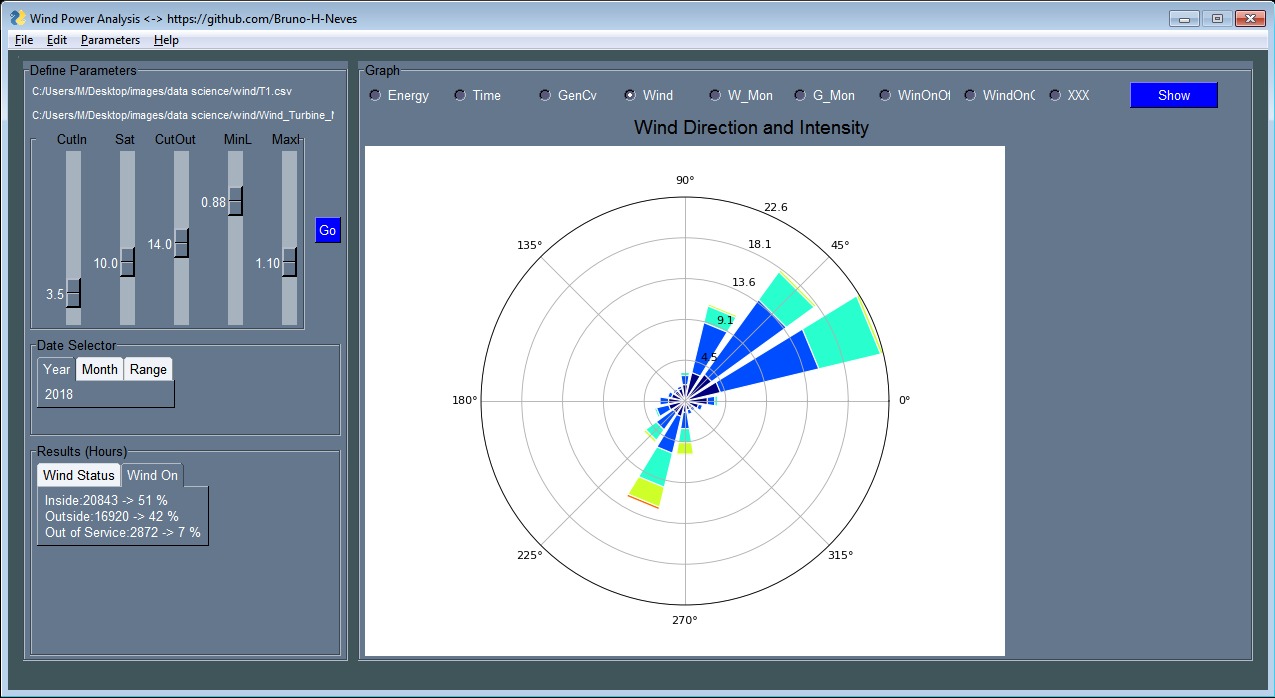 Wind Power Analysis <-> https://github.com/Bruno-H-Neves
File Edit Parameters Help
Define Parameters
C:/Users/M/Desktop/images/data science/wind/T1.csv
C:/Users/M/Desktop/images/data science/wind/Wind_Turbine_
CutIn Sat CutOut MinL MaxI
3.5
10.0
14.0
0.88
1.10
Go
Date Selector
Year Month Range
2018
Results (Hours)
Wind Status Wind On
Inside:20843 -> 51 %
Outside:16920 -> 42 %
Out of Service:2872 -> 7 %
Graph
Energy Time GenCv Wind W_Mon G_Mon WinOnOf WindOn XXX Show
Wind Direction and Intensity
90°
22.6
135°
18.1
45°
13.6
9.1
4.5
180°
0°
225°
315°
270°